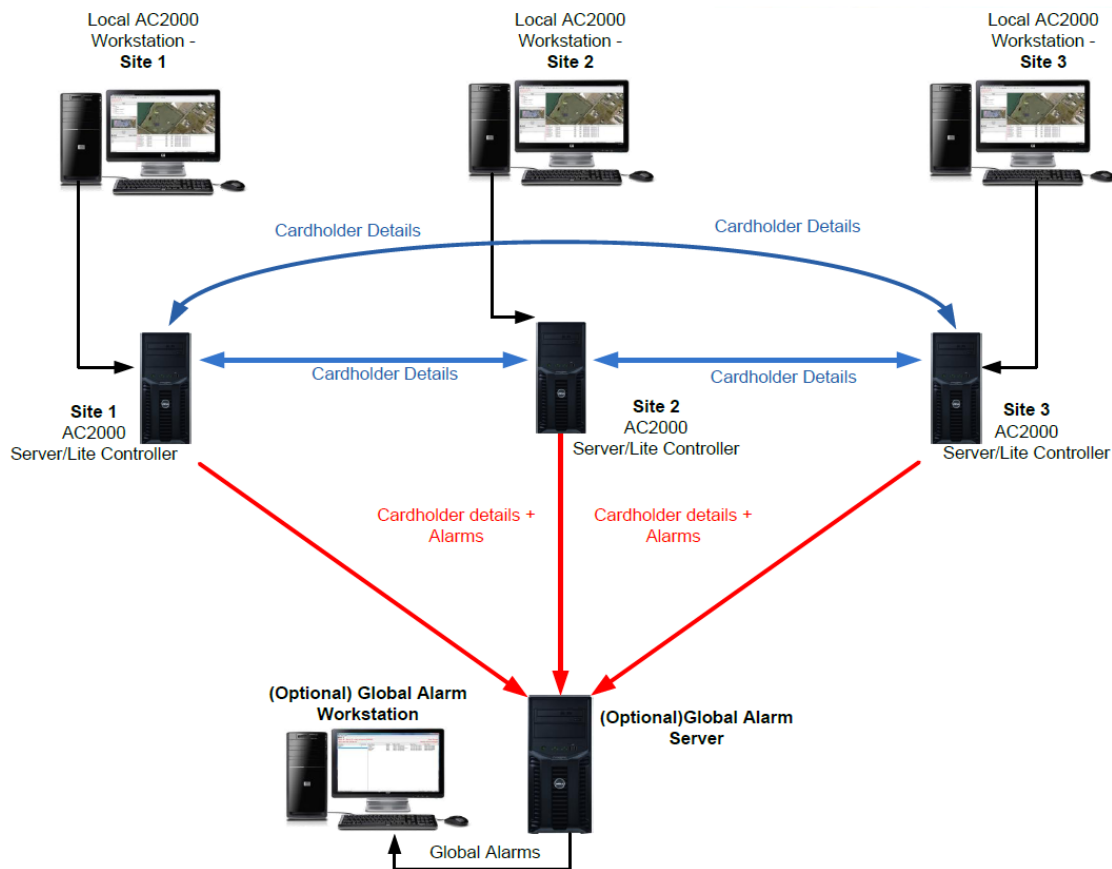 Local AC2000
Workstation -
Site 1
Local AC2000
Workstation -
Site 2
Local AC2000
Workstation -
Site 3
Cardholder Details
Cardholder Details
Cardholder Details
Cardholder Details
Site 1
AC2000
Server/Lite Controller
Site 2
AC2000
Server/Lite Controller
Site 3
AC2000
Server/Lite Controller
Cardholder details +
Alarms
Cardholder details +
Alarms
(Optional) Global Alarm
Workstation
(Optional)Global Alarm
Server
Global Alarms